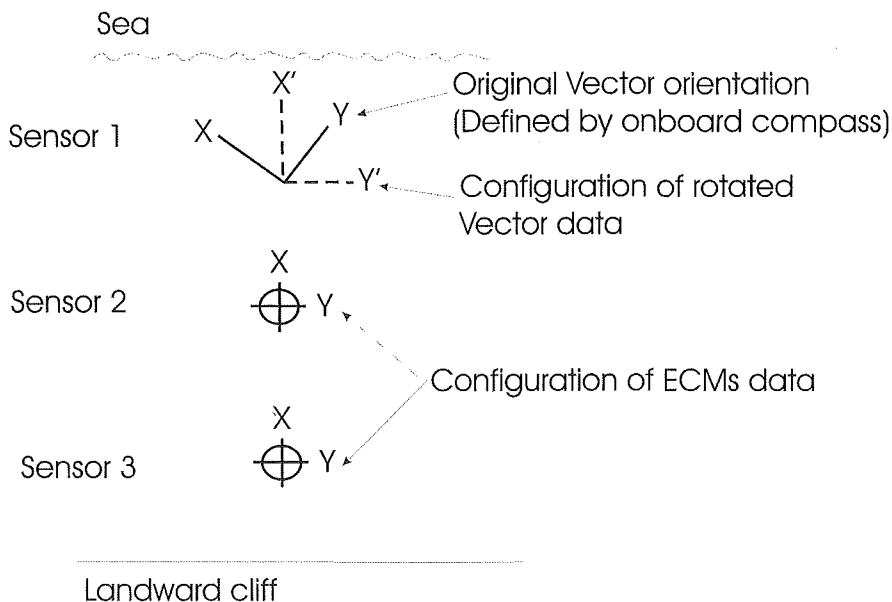 Sea
X'
Y
X
Original Vector orientation
(Defined by onboard compass)
Sensor 1
Y'
Configuration of rotated
Vector data
X
Sensor 2
Y
Configuration of ECMs data
X
Sensor 3
Y
Landward cliff